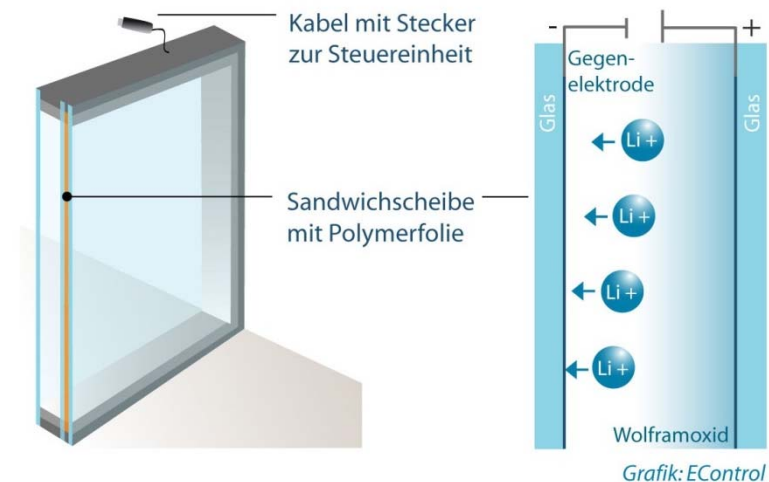 Kabel mit Stecker
zur Steuereinheit
Sandwichscheibe
mit Polymerfolie
- +
Gegen-
elektrode
Glas
Glas
Li +
Li +
Li +
Li +
Wolframoxid
Grafik: EControl